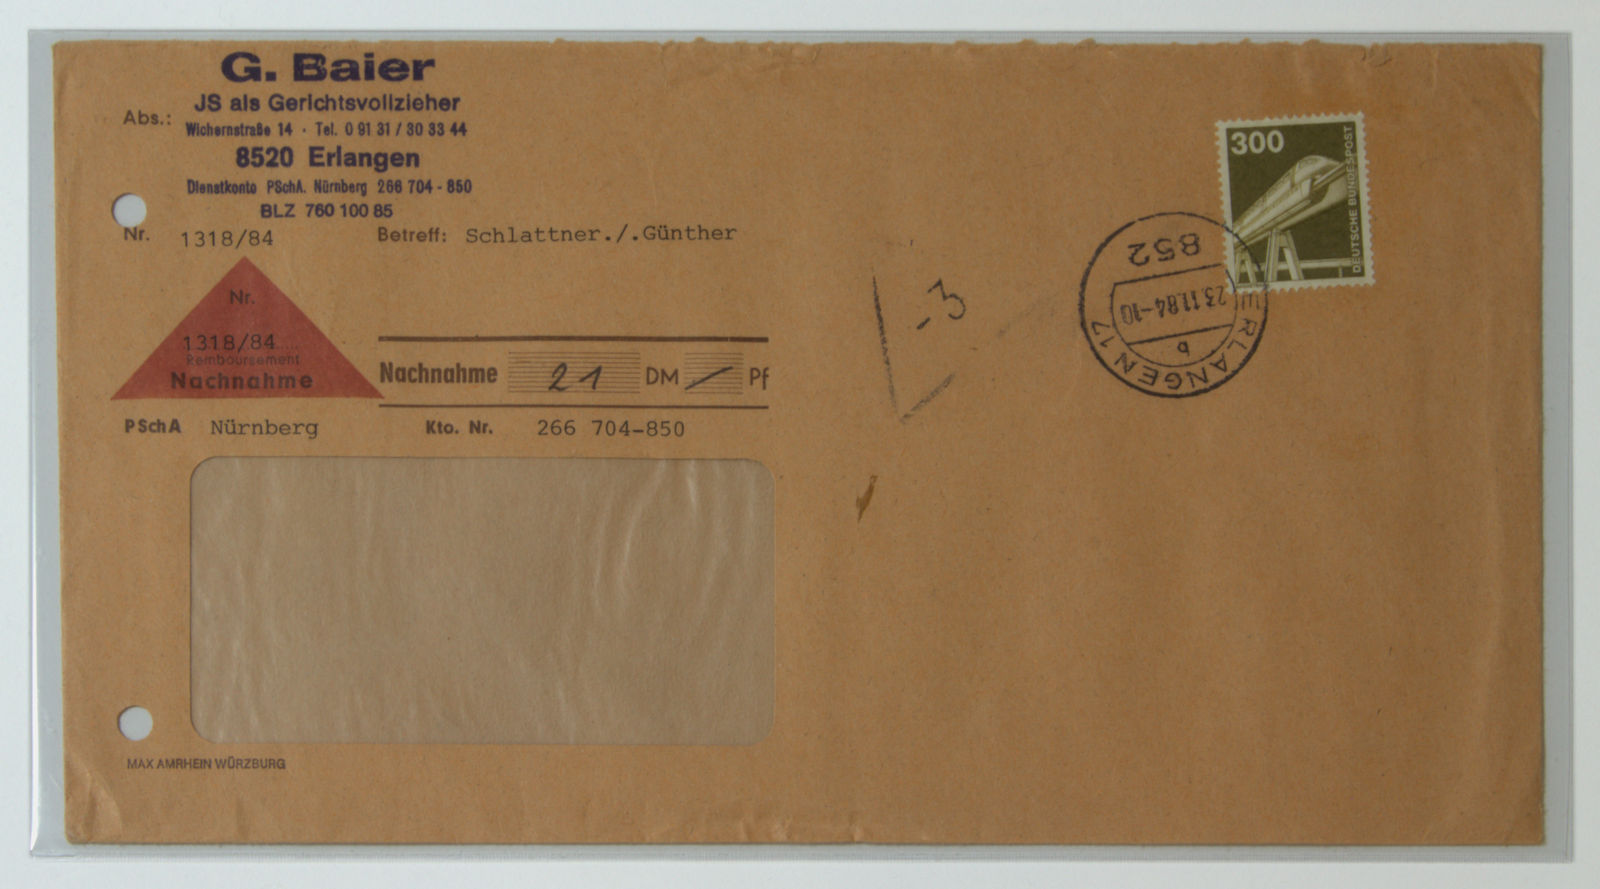 G. Baier
JS als Gerichtsvollzieher
Abs.:
Wichernstraße 14 · Tel. 0 91 31 / 30 33 44
8520 Erlangen
Dienstkonto PSchA. Nürnberg 266 704 - 850
BLZ 760 100 85
Nr. 1318/84 Betreff: Schlattner./.Günther
Nr.
1318/84
Remboursement
Nachnahme
Nachnahme 21 DM — Pf
PSchA Nürnberg Kto. Nr. 266 704-850
MAX AMRHEIN WÜRZBURG
-3
300
DEUTSCHE BUNDESPOST
852
23.11.84-10
b
ERLANGEN 12